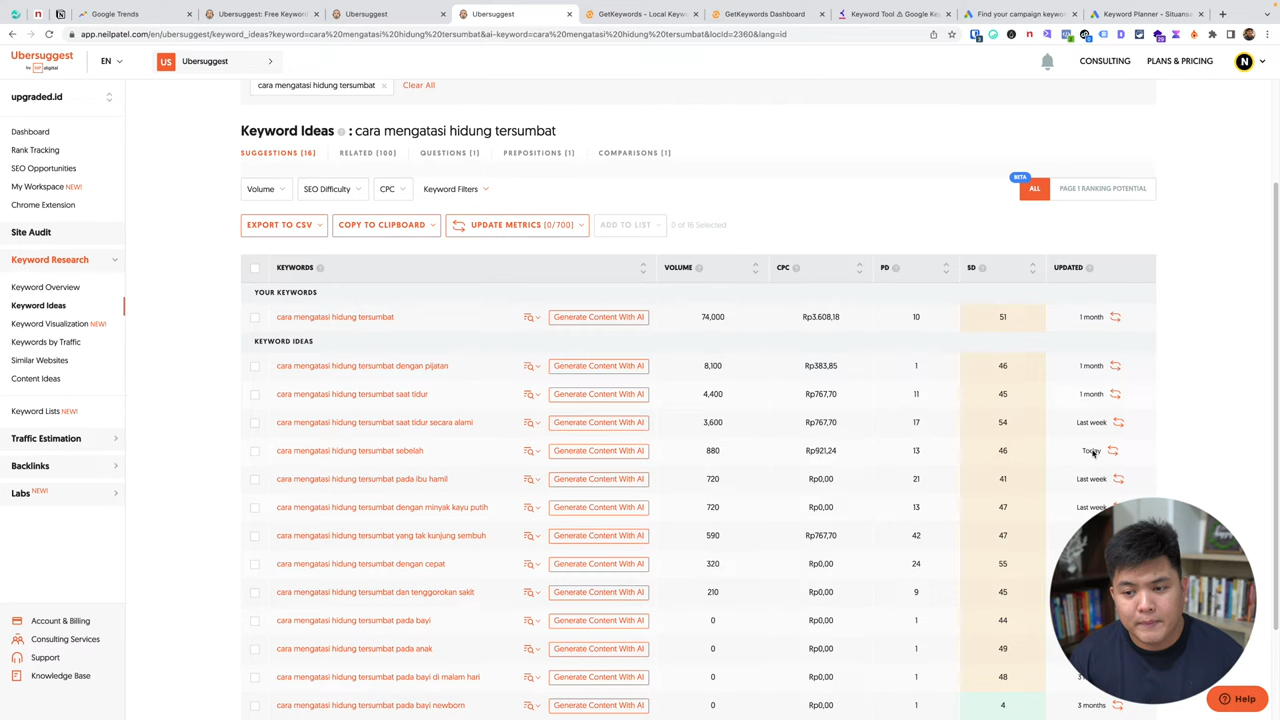 Google Trends
Ubersuggest: Free Keyword
Ubersuggest
Ubersuggest
GetKeywords - Local Keyw
GetKeywords Dashboard
Keyword Tool ⚠ Google Ke
Find your campaign keywo
Keyword Planner - Situansa
app.neilpatel.com/en/ubersuggest/keyword_ideas?keyword=cara%20mengatasi%20hidung%20tersumbat&ai-keyword=cara%20mengatasi%20hidung%20tersumbat&locId=2360&lang=id
UBERSUGGEST
by NP digital
EN
US Ubersuggest
CONSULTING
PLANS & PRICING
N
upgraded.id
Dashboard
Rank Tracking
SEO Opportunities
My Workspace NEW!
Chrome Extension
Site Audit
Keyword Research
Keyword Overview
Keyword Ideas
Keyword Visualization NEW!
Keywords by Traffic
Similar Websites
Content Ideas
Keyword Lists NEW!
Traffic Estimation
Backlinks
Labs NEW!
Account & Billing
Consulting Services
Support
Knowledge Base
cara mengatasi hidung tersumbat × Clear All
Keyword Ideas : cara mengatasi hidung tersumbat
SUGGESTIONS (16) RELATED (100) QUESTIONS (1) PREPOSITIONS (1) COMPARISONS (1)
Volume SEO Difficulty CPC Keyword Filters
BETA
ALL PAGE 1 RANKING POTENTIAL
EXPORT TO CSV COPY TO CLIPBOARD UPDATE METRICS (0/700) ADD TO LIST 0 of 16 Selected
KEYWORDS VOLUME CPC PD SD UPDATED
YOUR KEYWORDS
cara mengatasi hidung tersumbat Generate Content With AI 74,000 Rp3.608,18 10 51 1 month
KEYWORD IDEAS
cara mengatasi hidung tersumbat dengan pijatan Generate Content With AI 8,100 Rp383,85 1 46 1 month
cara mengatasi hidung tersumbat saat tidur Generate Content With AI 4,400 Rp767,70 11 45 1 month
cara mengatasi hidung tersumbat saat tidur secara alami Generate Content With AI 3,600 Rp767,70 17 54 Last week
cara mengatasi hidung tersumbat sebelah Generate Content With AI 880 Rp921,24 13 46 Today
cara mengatasi hidung tersumbat pada ibu hamil Generate Content With AI 720 Rp0,00 21 41 Last week
cara mengatasi hidung tersumbat dengan minyak kayu putih Generate Content With AI 720 Rp0,00 13 47 Last week
cara mengatasi hidung tersumbat yang tak kunjung sembuh Generate Content With AI 590 Rp767,70 42 47
cara mengatasi hidung tersumbat dengan cepat Generate Content With AI 320 Rp0,00 24 55
cara mengatasi hidung tersumbat dan tenggorokan sakit Generate Content With AI 210 Rp0,00 9 45
cara mengatasi hidung tersumbat pada bayi Generate Content With AI 0 Rp0,00 1 44
cara mengatasi hidung tersumbat pada anak Generate Content With AI 0 Rp0,00 1 49
cara mengatasi hidung tersumbat pada bayi di malam hari Generate Content With AI 0 Rp0,00 1 48
cara mengatasi hidung tersumbat pada bayi newborn Generate Content With AI 0 Rp0,00 1 4 3 months
Help